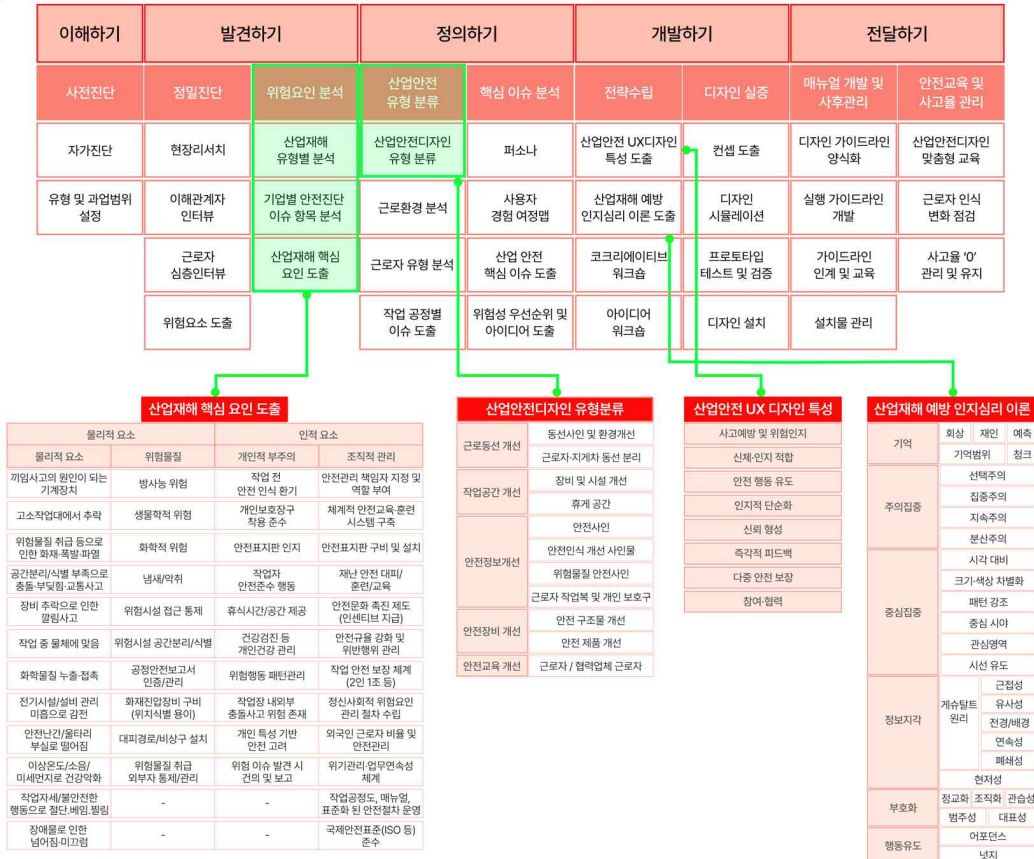 이해하기
발견하기
정의하기
개발하기
전달하기
사전진단
정밀진단
위험요인 분석
산업안전
유형 분류
핵심 이슈 분석
전략수립
디자인 실증
매뉴얼 개발 및
사후관리
안전교육 및
사고율 관리
자가진단
현장리서치
산업재해
유형별 분석
산업안전디자인
유형 분류
퍼소나
산업안전 UX디자인
특성 도출
컨셉 도출
디자인 가이드라인
양식화
산업안전디자인
맞춤형 교육
유형 및 과업범위
설정
이해관계자
인터뷰
기업별 안전진단
이슈 항목 분석
근로환경 분석
사용자
경험 여정맵
산업재해 예방
인지심리 이론 도출
디자인
시뮬레이션
실행 가이드라인
개발
근로자 인식
변화 점검
근로자
심층인터뷰
산업재해 핵심
요인 도출
근로자 유형 분석
산업 안전
핵심 이슈 도출
코크리에이티브
워크숍
프로토타입
테스트 및 검증
가이드라인
인계 및 교육
사고율 ‘0’
관리 및 유지
위험요소 도출
작업 공정별
이슈 도출
위험성 우선순위 및
아이디어 도출
아이디어
워크숍
디자인 설치
설치물 관리
산업재해 핵심 요인 도출
물리적 요소
인적 요소
물리적 요소
위험물질
개인적 부주의
조직적 관리
끼임사고의 원인이 되는
기계장치
방사능 위험
작업 전
안전 인식 환기
안전관리 책임자 지정 및
역할 부여
고소작업대에서 추락
생물학적 위험
개인보호장구
착용 준수
체계적 안전교육·훈련
시스템 구축
위험물질 취급 등으로
인한 화재·폭발·파열
화학적 위험
안전표지판 인지
안전표지판 구비 및 설치
공간분리/식별 부족으로
충돌·부딪힘·교통사고
냄새/악취
작업자
안전준수 행동
재난 안전 대피/
훈련/교육
장비 추락으로 인한
깔림사고
위험시설 접근 통제
휴식시간/공간 제공
안전문화 촉진 제도
(인센티브 지급)
작업 중 물체에 맞음
위험시설 공간분리/식별
건강검진 등
개인건강 관리
안전규율 강화 및
위반행위 관리
화학물질 누출·접촉
공정안전보고서
인증/관리
위험행동 패턴관리
작업 안전 보장 체계
(2인 1조 등)
전기시설/설비 관리
미흡으로 감전
화재진압장비 구비
(위치식별 용이)
작업장 내외부
충돌사고 위험 존재
정신사회적 위험요인
관리 절차 수립
안전난간/울타리
부실로 떨어짐
대피경로/비상구 설치
개인 특성 기반
안전 고려
외국인 근로자 비율 및
안전관리
이상온도/소음/
미세먼지로 건강악화
위험물질 취급
외부자 통제/관리
위험 이슈 발견 시
건의 및 보고
위기관리·업무연속성
체계
작업자세/불안전한
행동으로 절단.베임.찔림
-
-
작업공정도, 매뉴얼,
표준화 된 안전절차 운영
장애물로 인한
넘어짐·미끄럼
-
-
국제안전표준(ISO 등)
준수
산업안전디자인 유형분류
근로동선 개선
동선사인 및 환경개선
근로자·지게차 동선 분리
작업공간 개선
장비 및 시설 개선
휴게 공간
안전정보개선
안전사인
안전인식 개선 사인물
위험물질 안전사인
근로자 작업복 및 개인 보호구
안전장비 개선
안전 구조물 개선
안전 제품 개선
안전교육 개선
근로자 / 협력업체 근로자
산업안전 UX 디자인 특성
사고예방 및 위험인지
신체·인지 적합
안전 행동 유도
인지적 단순화
신뢰 형성
즉각적 피드백
다중 안전 보장
참여·협력
산업재해 예방 인지심리 이론
기억
회상
재인
예측
기억범위
청크
주의집중
선택주의
집중주의
지속주의
분산주의
중심집중
시각 대비
크기·색상 차별화
패턴 강조
중심 시야
관심영역
시선 유도
정보지각
게슈탈트
원리
근접성
유사성
전경/배경
연속성
폐쇄성
현저성
부호화
정교화
조직화
관습성
범주성
대표성
행동유도
어포던스
넛지